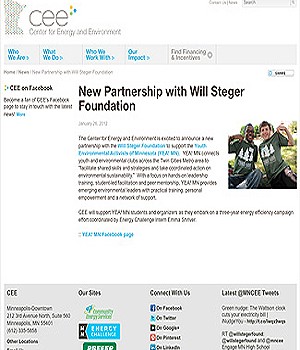 Contact Us | News
cee
Center for Energy and Environment
Who
We Are >
What
We Do >
Who We
Work With >
Our
Impact >
Find Financing
& Incentives
Home / News / New Partnership with Will Steger Foundation
SHARE
CEE on Facebook
Become a fan of CEE's Facebook
page to stay in touch with the latest
news! More
New Partnership with Will Steger
Foundation
January 26, 2012
The Center for Energy and Environment is excited to announce a new
partnership with the Will Steger Foundation to support the Youth
Environmental Activists of Minnesota (YEA! MN). YEA! MN connects
youth and environmental clubs across the Twin Cities Metro area to
"facilitate shared skills and strategies and take coordinated action on
environmental sustainability." With a focus on hands on leadership
training, student-led facilitation and peer mentorship, YEA! MN provides
emerging environmental leaders with practical training, personal
empowerment and a network of support.
CEE will support YEA! MN students and organizers as they embark on a three-year energy efficiency campaign
effort coordinated by Energy Challenge Intern Emma Shriver.
YEA! MN Facebook page
CEE
Minneapolis-Downtown
212 3rd Avenue North, Suite 560
Minneapolis, MN 55401
(612) 335-5858
Other Locations
Email Us
Our Sites
Community
Energy Services
ENERGY
CHALLENGE
GREEN
Connect With Us
On Facebook
On Twitter
On Google+
On Pinterest
On LinkedIn
Latest @MNCEE Tweets
Green nudge: The Watson clock
cuts your electricity bill |
NudgeYou -
RT @willstegerfound:
@willstegerfound and @mncee
Engage MN High School